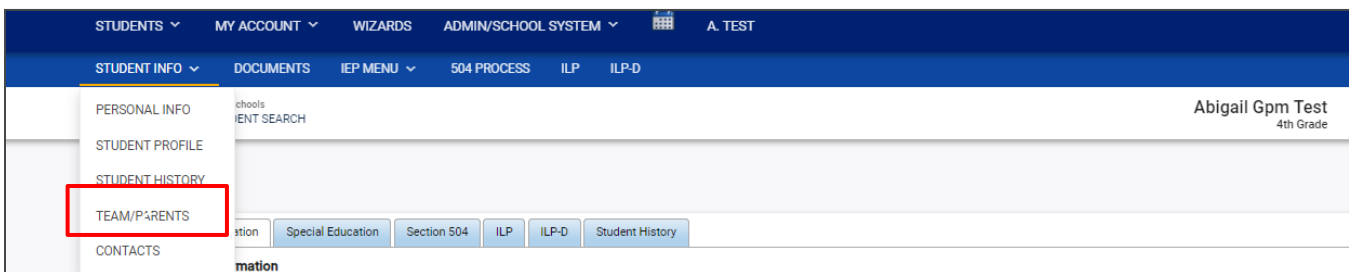 STUDENTS MY ACCOUNT WIZARDS ADMIN/SCHOOL SYSTEM A. TEST
STUDENT INFO DOCUMENTS IEP MENU 504 PROCESS ILP ILP-D
PERSONAL INFO
chools
ENT SEARCH
Abigail Gpm Test
4th Grade
STUDENT PROFILE
STUDENT HISTORY
TEAM/PARENTS
ation Special Education Section 504 ILP ILP-D Student History
CONTACTS
rmation